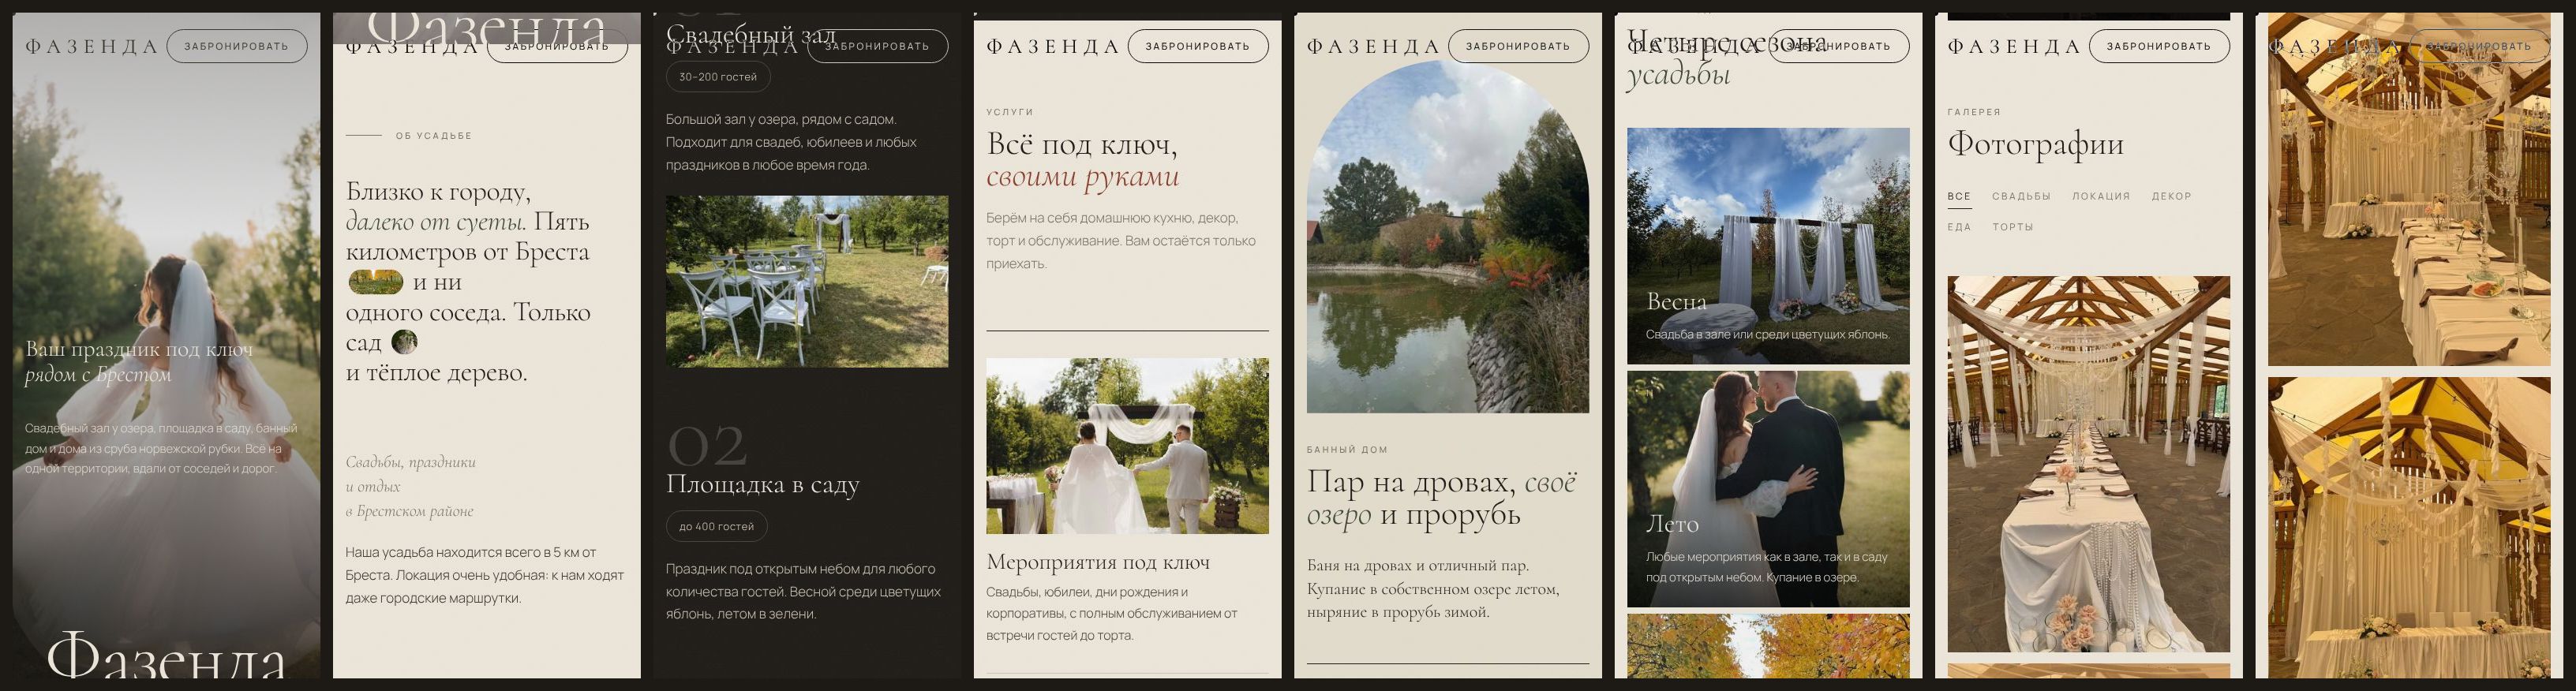 ФАЗЕНДА
ЗАБРОНИРОВАТЬ
Ваш праздник под ключ
рядом с Брестом
Свадебный зал у озера, площадка в саду, банный
дом и дома из сруба норвежской рубки. Всё на
одной территории, вдали от соседей и дорог.
Фазенда
Фазенда
ФАЗЕНДА
ЗАБРОНИРОВАТЬ
ОБ УСАДЬБЕ
Близко к городу,
далеко от суеты. Пять
километров от Бреста
и ни
одного соседа. Только
сад
и тёплое дерево.
Свадьбы, праздники
и отдых
в Брестском районе
Наша усадьба находится всего в 5 км от
Бреста. Локация очень удобная: к нам ходят
даже городские маршрутки.
Свадебный зал
ФАЗЕНДА
ЗАБРОНИРОВАТЬ
30–200 гостей
Большой зал у озера, рядом с садом.
Подходит для свадеб, юбилеев и любых
праздников в любое время года.
02
Площадка в саду
до 400 гостей
Праздник под открытым небом для любого
количества гостей. Весной среди цветущих
яблонь, летом в зелени.
ФАЗЕНДА
ЗАБРОНИРОВАТЬ
УСЛУГИ
Всё под ключ,
своими руками
Берём на себя домашнюю кухню, декор,
торт и обслуживание. Вам остаётся только
приехать.
Мероприятия под ключ
Свадьбы, юбилеи, дни рождения и
корпоративы, с полным обслуживанием от
встречи гостей до торта.
ФАЗЕНДА
ЗАБРОНИРОВАТЬ
БАННЫЙ ДОМ
Пар на дровах, своё
озеро и прорубь
Баня на дровах и отличный пар.
Купание в собственном озере летом,
ныряние в прорубь зимой.
Четыре сезона
ФАЗЕНДА
ЗАБРОНИРОВАТЬ
усадьбы
Весна
Свадьба в зале или среди цветущих яблонь.
Лето
Любые мероприятия как в зале, так и в саду
под открытым небом. Купание в озере.
ФАЗЕНДА
ЗАБРОНИРОВАТЬ
ГАЛЕРЕЯ
Фотографии
ВСЕ
СВАДЬБЫ
ЛОКАЦИЯ
ДЕКОР
ЕДА
ТОРТЫ
ФАЗЕНДА
ЗАБРОНИРОВАТЬ